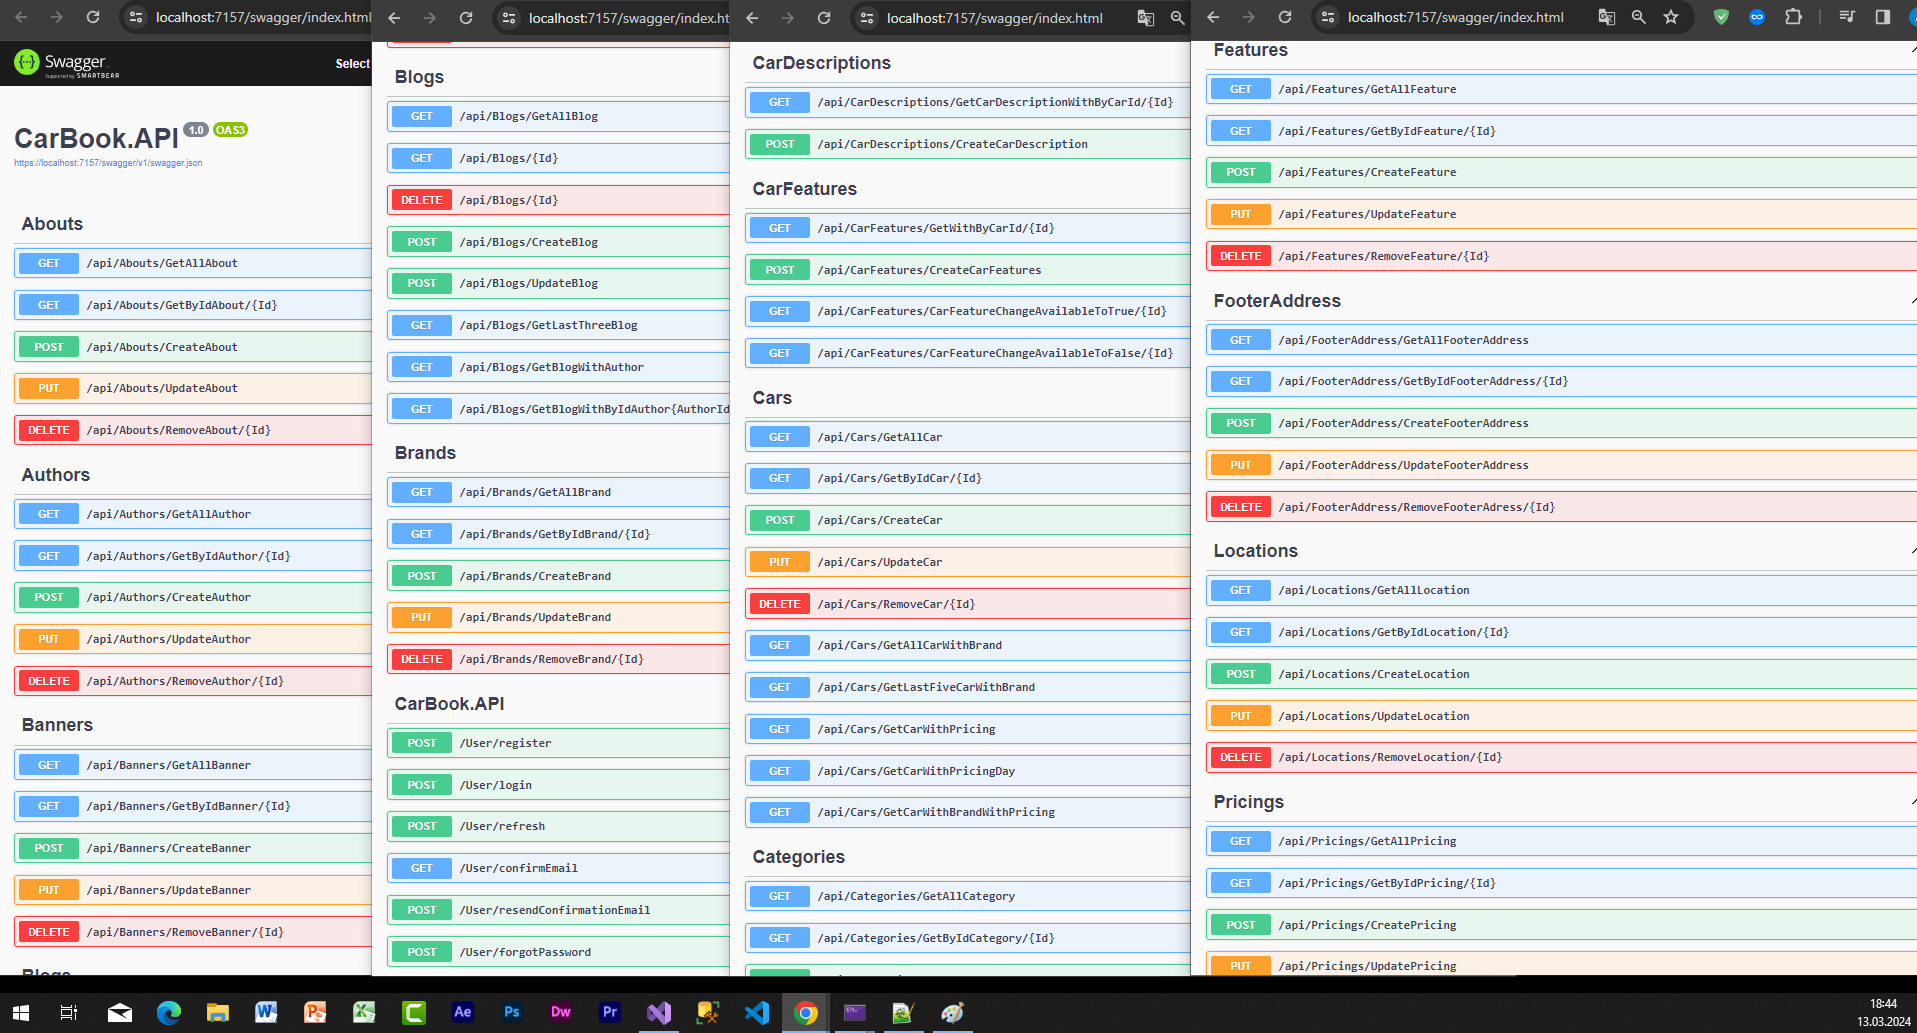 localhost:7157/swagger/index.html
Swagger
Supported by SMARTBEAR
Select
CarBook.API 1.0 OAS3
https://localhost:7157/swagger/v1/swagger.json
Abouts
GET /api/Abouts/GetAllAbout
GET /api/Abouts/GetByIdAbout/{Id}
POST /api/Abouts/CreateAbout
PUT /api/Abouts/UpdateAbout
DELETE /api/Abouts/RemoveAbout/{Id}
Authors
GET /api/Authors/GetAllAuthor
GET /api/Authors/GetByIdAuthor/{Id}
POST /api/Authors/CreateAuthor
PUT /api/Authors/UpdateAuthor
DELETE /api/Authors/RemoveAuthor/{Id}
Banners
GET /api/Banners/GetAllBanner
GET /api/Banners/GetByIdBanner/{Id}
POST /api/Banners/CreateBanner
PUT /api/Banners/UpdateBanner
DELETE /api/Banners/RemoveBanner/{Id}
Blogs
localhost:7157/swagger/index.ht
Blogs
GET /api/Blogs/GetAllBlog
GET /api/Blogs/{Id}
DELETE /api/Blogs/{Id}
POST /api/Blogs/CreateBlog
POST /api/Blogs/UpdateBlog
GET /api/Blogs/GetLastThreeBlog
GET /api/Blogs/GetBlogWithAuthor
GET /api/Blogs/GetBlogWithByIdAuthor{AuthorId
Brands
GET /api/Brands/GetAllBrand
GET /api/Brands/GetByIdBrand/{Id}
POST /api/Brands/CreateBrand
PUT /api/Brands/UpdateBrand
DELETE /api/Brands/RemoveBrand/{Id}
CarBook.API
POST /User/register
POST /User/login
POST /User/refresh
GET /User/confirmEmail
POST /User/resendConfirmationEmail
POST /User/forgotPassword
localhost:7157/swagger/index.html
CarDescriptions
GET /api/CarDescriptions/GetCarDescriptionWithByCarId/{Id}
POST /api/CarDescriptions/CreateCarDescription
CarFeatures
GET /api/CarFeatures/GetWithByCarId/{Id}
POST /api/CarFeatures/CreateCarFeatures
GET /api/CarFeatures/CarFeatureChangeAvailableToTrue/{Id}
GET /api/CarFeatures/CarFeatureChangeAvailableToFalse/{Id}
Cars
GET /api/Cars/GetAllCar
GET /api/Cars/GetByIdCar/{Id}
POST /api/Cars/CreateCar
PUT /api/Cars/UpdateCar
DELETE /api/Cars/RemoveCar/{Id}
GET /api/Cars/GetAllCarWithBrand
GET /api/Cars/GetLastFiveCarWithBrand
GET /api/Cars/GetCarWithPricing
GET /api/Cars/GetCarWithPricingDay
GET /api/Cars/GetCarWithBrandWithPricing
Categories
GET /api/Categories/GetAllCategory
GET /api/Categories/GetByIdCategory/{Id}
localhost:7157/swagger/index.html
Features
GET /api/Features/GetAllFeature
GET /api/Features/GetByIdFeature/{Id}
POST /api/Features/CreateFeature
PUT /api/Features/UpdateFeature
DELETE /api/Features/RemoveFeature/{Id}
FooterAddress
GET /api/FooterAddress/GetAllFooterAddress
GET /api/FooterAddress/GetByIdFooterAddress/{Id}
POST /api/FooterAddress/CreateFooterAddress
PUT /api/FooterAddress/UpdateFooterAddress
DELETE /api/FooterAddress/RemoveFooterAdress/{Id}
Locations
GET /api/Locations/GetAllLocation
GET /api/Locations/GetByIdLocation/{Id}
POST /api/Locations/CreateLocation
PUT /api/Locations/UpdateLocation
DELETE /api/Locations/RemoveLocation/{Id}
Pricings
GET /api/Pricings/GetAllPricing
GET /api/Pricings/GetByIdPricing/{Id}
POST /api/Pricings/CreatePricing
PUT /api/Pricings/UpdatePricing
Ae Ps Dw Pr
18:44
13.03.2024